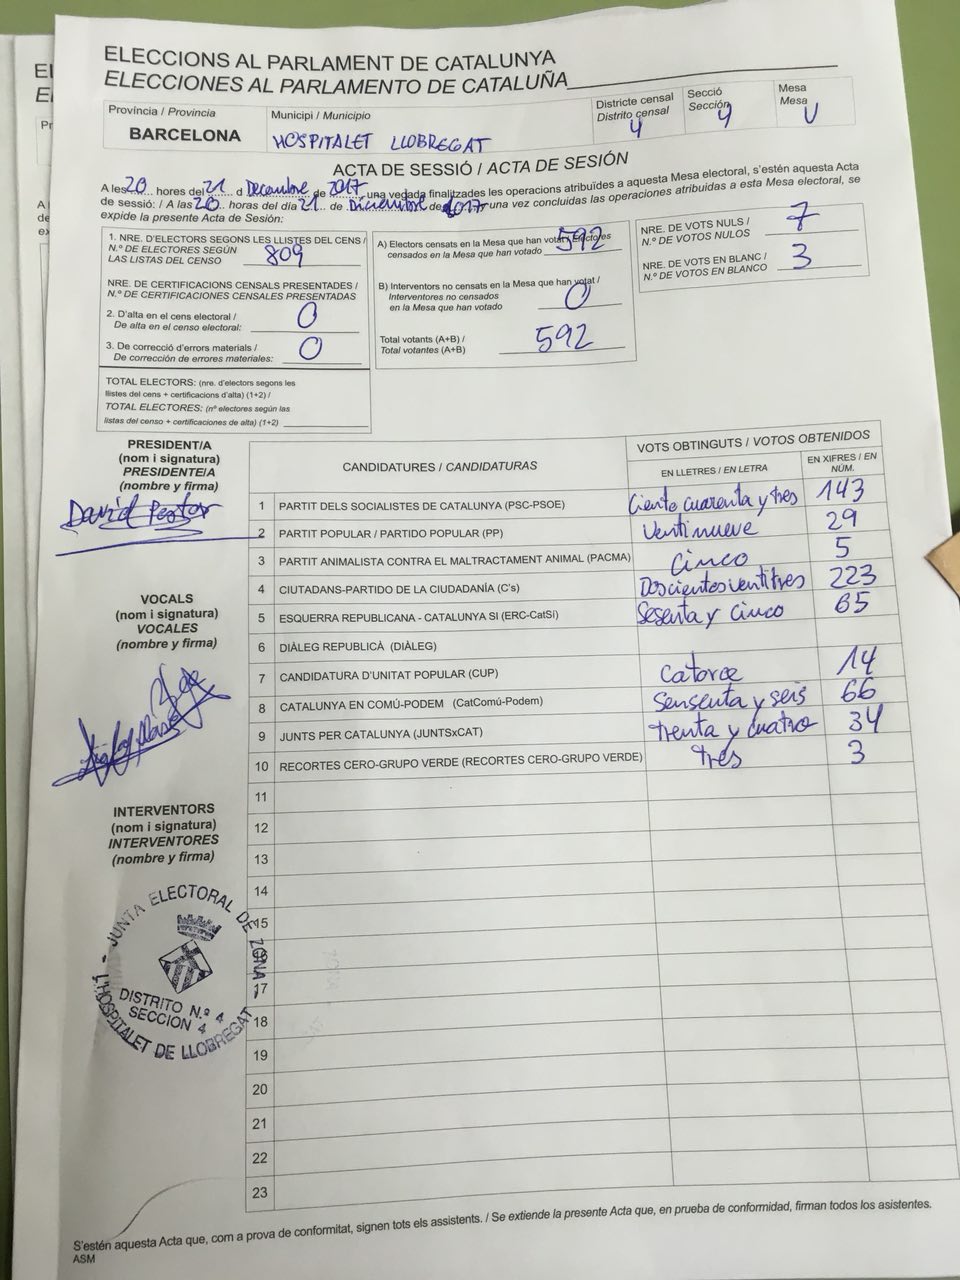 ELECCIONS AL PARLAMENT DE CATALUNYA
ELECCIONES AL PARLAMENTO DE CATALUÑA
Província / Provincia
BARCELONA
Municipi / Municipio
HOSPITALET LLOBREGAT
Districte censal
Distrito censal
4
Secció
Sección
4
Mesa
Mesa
U
ACTA DE SESSIÓ / ACTA DE SESIÓN
A les 20 hores del 21 d Decembre de 2017 una vegada finalitzades les operacions atribuïdes a aquesta Mesa electoral, s'estén aquesta Acta
de sessió: / A las 20 horas del día 21 de Diciembre de 2017 una vez concluidas las operaciones atribuidas a esta Mesa electoral, se
expide la presente Acta de Sesión:
1. NRE. D'ELECTORS SEGONS LES LLISTES DEL CENS /
N.º DE ELECTORES SEGÚN
LAS LISTAS DEL CENSO 809
NRE. DE CERTIFICACIONS CENSALS PRESENTADES /
N.º DE CERTIFICACIONES CENSALES PRESENTADAS
2. D'alta en el cens electoral /
De alta en el censo electoral: 0
3. De correcció d'errors materials /
De corrección de errores materiales: 0
TOTAL ELECTORS: (nre. d'electors segons les
llistes del cens + certificacions d'alta) (1+2) /
TOTAL ELECTORES: (nº electores según las
listas del censo + certificaciones de alta) (1+2)
A) Electors censats en la Mesa que han votat / Electores
censados en la Mesa que han votado 592
B) Interventors no censats en la Mesa que han votat /
Interventores no censados
en la Mesa que han votado 0
Total votants (A+B) /
Total votantes (A+B) 592
NRE. DE VOTS NULS /
N.º DE VOTOS NULOS 7
NRE. DE VOTS EN BLANC /
N.º DE VOTOS EN BLANCO 3
PRESIDENT/A
(nom i signatura)
PRESIDENTE/A
(nombre y firma)
David Pastor
VOCALS
(nom i signatura)
VOCALES
(nombre y firma)
INTERVENTORS
(nom i signatura)
INTERVENTORES
(nombre y firma)
CANDIDATURES / CANDIDATURAS
VOTS OBTINGUTS / VOTOS OBTENIDOS
EN LLETRES / EN LETRA
EN XIFRES / EN NÚM.
1 PARTIT DELS SOCIALISTES DE CATALUNYA (PSC-PSOE) Ciento cuarenta y tres 143
2 PARTIT POPULAR / PARTIDO POPULAR (PP) Ventinueve 29
3 PARTIT ANIMALISTA CONTRA EL MALTRACTAMENT ANIMAL (PACMA) Cinco 5
4 CIUTADANS-PARTIDO DE LA CIUDADANÍA (C's) Doscientos ventitres 223
5 ESQUERRA REPUBLICANA - CATALUNYA SI (ERC-CatSí) Sesenta y cinco 65
6 DIÀLEG REPUBLICÀ (DIÀLEG)
7 CANDIDATURA D'UNITAT POPULAR (CUP) Catorce 14
8 CATALUNYA EN COMÚ-PODEM (CatComú-Podem) Sensenta y seis 66
9 JUNTS PER CATALUNYA (JUNTSxCAT) trenta y cuatro 34
10 RECORTES CERO-GRUPO VERDE (RECORTES CERO-GRUPO VERDE) tres 3
11
12
13
14
15
16
17
18
19
20
21
22
23
JUNTA ELECTORAL DE ZONA
DISTRITO N.º 4
SECCION 4
L'HOSPITALET DE LLOBREGAT
S'estén aquesta Acta que, com a prova de conformitat, signen tots els assistents. / Se extiende la presente Acta que, en prueba de conformidad, firman todos los asistentes.
ASM